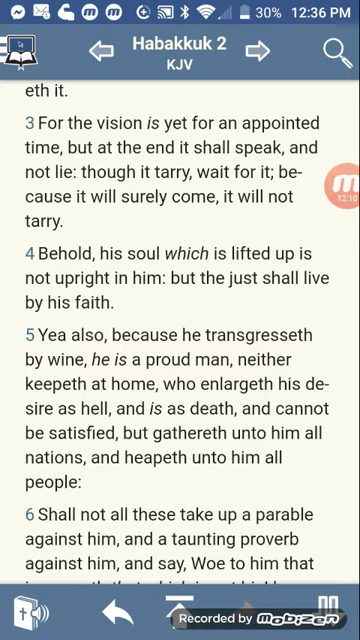 30% 12:36 PM
Habakkuk 2
KJV
eth it.
3 For the vision is yet for an appointed
time, but at the end it shall speak, and
not lie: though it tarry, wait for it; be-
cause it will surely come, it will not
tarry.
12:10
4 Behold, his soul which is lifted up is
not upright in him: but the just shall live
by his faith.
5 Yea also, because he transgresseth
by wine, he is a proud man, neither
keepeth at home, who enlargeth his de-
sire as hell, and is as death, and cannot
be satisfied, but gathereth unto him all
nations, and heapeth unto him all
people:
6 Shall not all these take up a parable
against him, and a taunting proverb
against him, and say, Woe to him that
Recorded by Mobizen